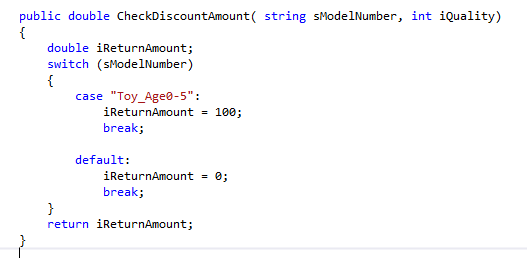 public double CheckDiscountAmount( string sModelNumber, int iQuality)
{
double iReturnAmount;
switch (sModelNumber)
{
case "Toy_Age0-5":
iReturnAmount = 100;
break;
default:
iReturnAmount = 0;
break;
}
return iReturnAmount;
}